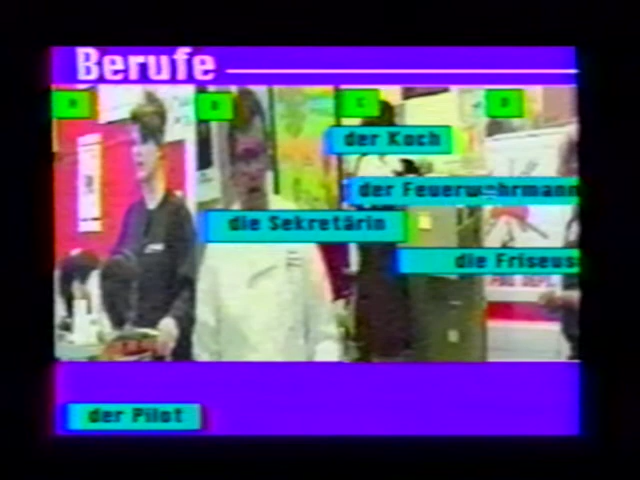 Berufe
A B C D
der Koch
der Feuerwehrmann
die Sekretärin
die Friseus
der Pilot